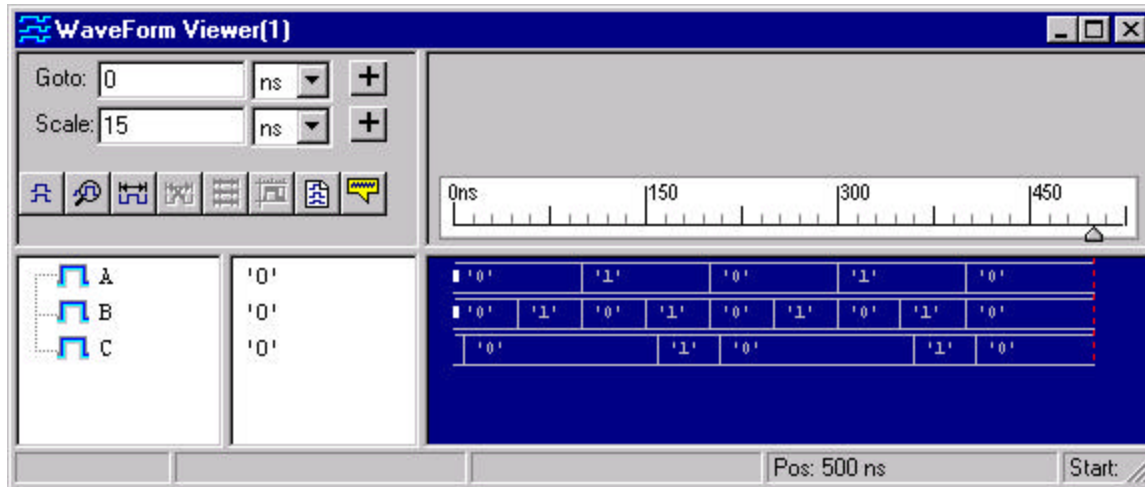 WaveForm Viewer(1)
Goto: 0 ns +
Scale: 15 ns +
0ns 150 300 450
A '0' '0' '1' '0' '1' '0'
B '0' '0' '1' '0' '1' '0' '1' '0' '1' '0'
C '0' '0' '1' '0' '1' '0'
Pos: 500 ns Start: